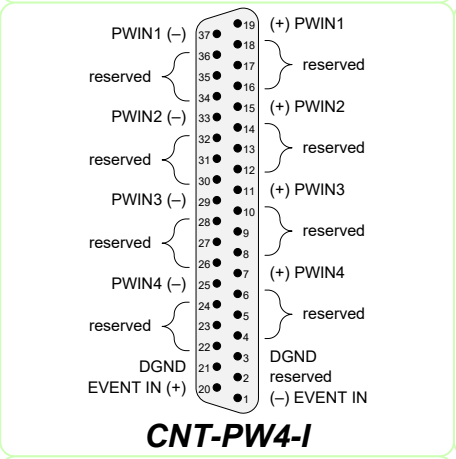 PWIN1 (–) 37 19 (+) PWIN1
36 18
reserved 35 17 reserved
34 16
PWIN2 (–) 33 15 (+) PWIN2
32 14
reserved 31 13 reserved
30 12
PWIN3 (–) 29 11 (+) PWIN3
28 10
reserved 27 9 reserved
26 8
PWIN4 (–) 25 7 (+) PWIN4
24 6
reserved 23 5 reserved
22 4
DGND 21 3 DGND
EVENT IN (+) 20 2 reserved
1 (–) EVENT IN
CNT-PW4-I